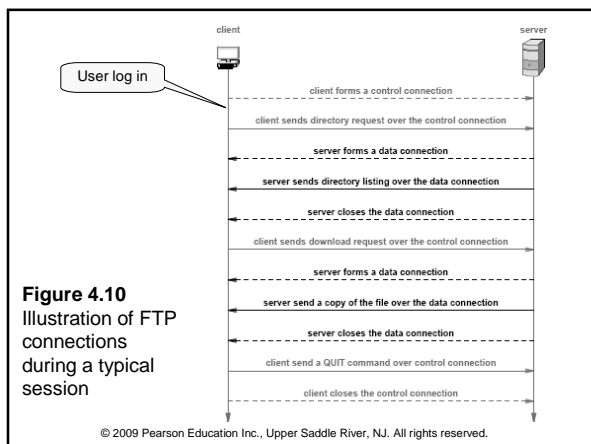 client
server
User log in
client forms a control connection
client sends directory request over the control connection
server forms a data connection
server sends directory listing over the data connection
server closes the data connection
client sends download request over the control connection
server forms a data connection
server send a copy of the file over the data connection
server closes the data connection
client send a QUIT command over control connection
client closes the control connection
Figure 4.10
Illustration of FTP
connections
during a typical
session
© 2009 Pearson Education Inc., Upper Saddle River, NJ. All rights reserved.